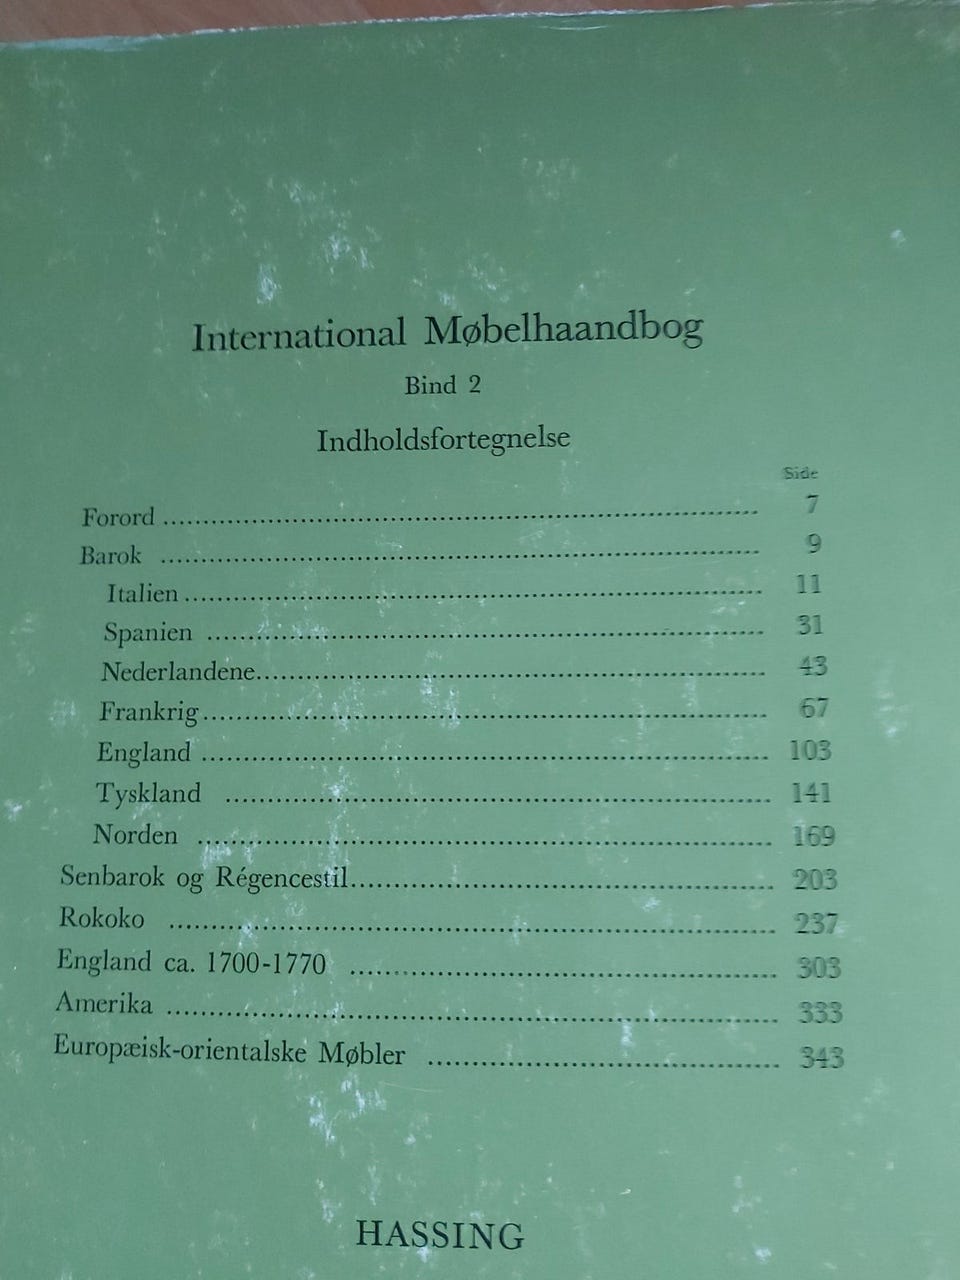 International Møbelhaandbog
Bind 2
Indholdsfortegnelse
Side
Forord ........................................ 7
Barok ........................................ 9
Italien ........................................ 11
Spanien ........................................ 31
Nederlandene........................................ 43
Frankrig........................................ 67
England ........................................ 103
Tyskland ........................................ 141
Norden ........................................ 169
Senbarok og Régencestil........................................ 203
Rokoko ........................................ 237
England ca. 1700-1770 ........................................ 303
Amerika ........................................ 333
Europæisk-orientalske Møbler ........................................ 343
HASSING